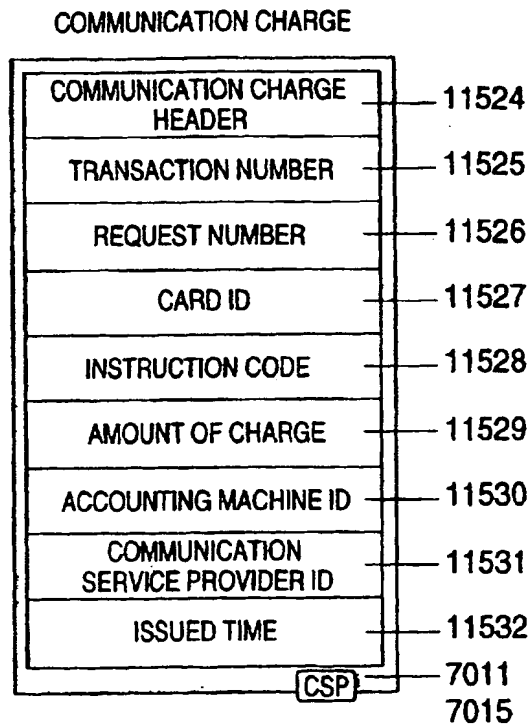 COMMUNICATION CHARGE
COMMUNICATION CHARGE
HEADER
11524
TRANSACTION NUMBER
11525
REQUEST NUMBER
11526
CARD ID
11527
INSTRUCTION CODE
11528
AMOUNT OF CHARGE
11529
ACCOUNTING MACHINE ID
11530
COMMUNICATION
SERVICE PROVIDER ID
11531
ISSUED TIME
11532
CSP
7011
7015